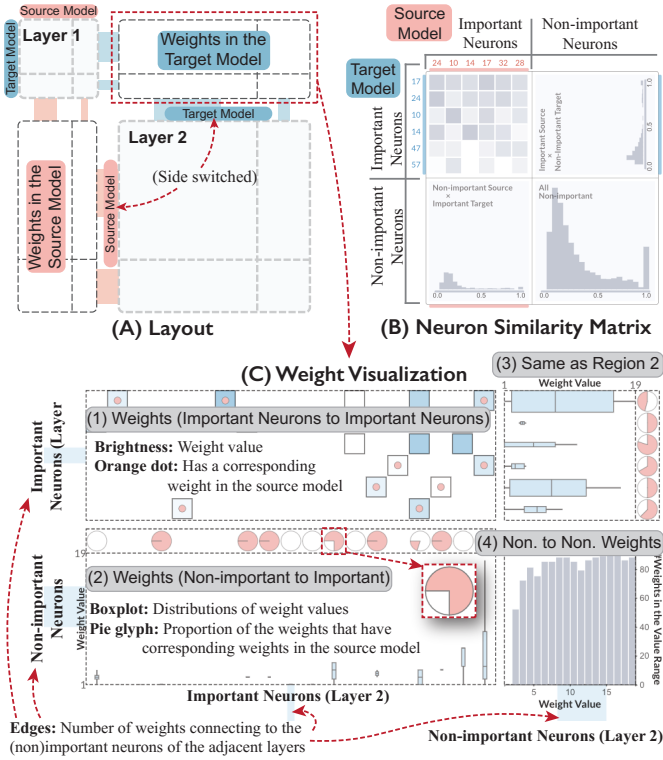 Source Model
Target Model
Layer 1
Weights in the
Target Model
Target Model
Layer 2
(Side switched)
Weights in the
Source Model
Source Model
(A) Layout
Source
Model
Important
Neurons
Non-important
Neurons
24 10 14 17 32 28
Target
Model
Important
Neurons
17
24
10
14
47
57
Important Source
×
Non-Important Target
0.0
1.0
Non-important
Neurons
Non-important Source
×
Important Target
0.0 0.5 1.0
All
Non-important
0.0 0.5 1.0
(B) Neuron Similarity Matrix
(C) Weight Visualization
(3) Same as Region 2
1 Weight Value 19
Important
Neurons (Layer
(1) Weights (Important Neurons to Important Neurons)
Brightness: Weight value
Orange dot: Has a corresponding
weight in the source model
Non-important
Neurons
19
Weight Value
1
(2) Weights (Non-important to Important)
Boxplot: Distributions of weight values
Pie glyph: Proportion of the weights that have
corresponding weights in the source model
(4) Non. to Non. Weights
80
60
40
20
0
#Weights in the Value Range
5 10 15
Weight Value
Important Neurons (Layer 2)
Edges: Number of weights connecting to the
(non)important neurons of the adjacent layers
Non-important Neurons (Layer 2)